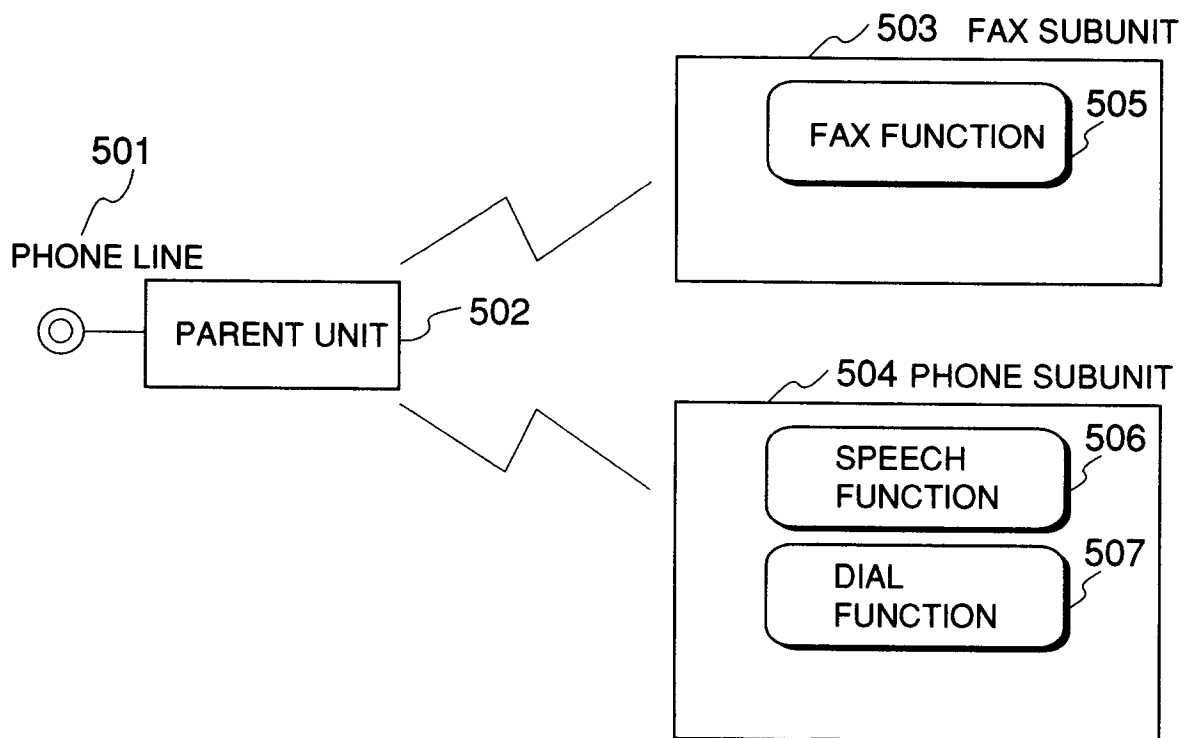 503 FAX SUBUNIT
FAX FUNCTION
505
501
PHONE LINE
PARENT UNIT
502
504 PHONE SUBUNIT
SPEECH
FUNCTION
506
DIAL
FUNCTION
507